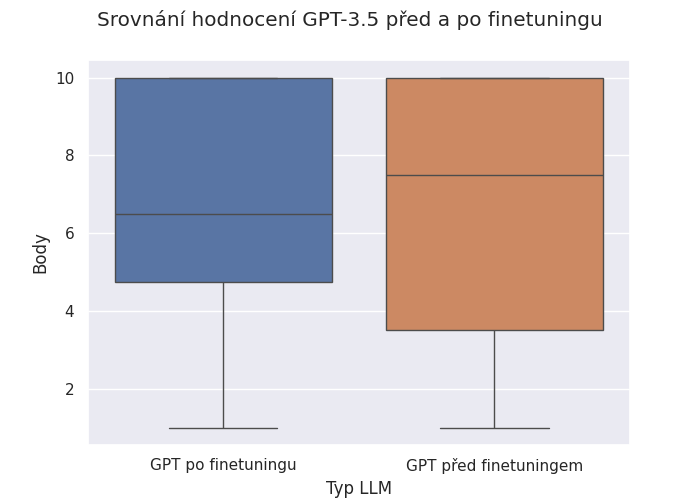 Srovnání hodnocení GPT-3.5 před a po finetuningu
Body
10
8
6
4
2
GPT po finetuningu
GPT před finetuningem
Typ LLM